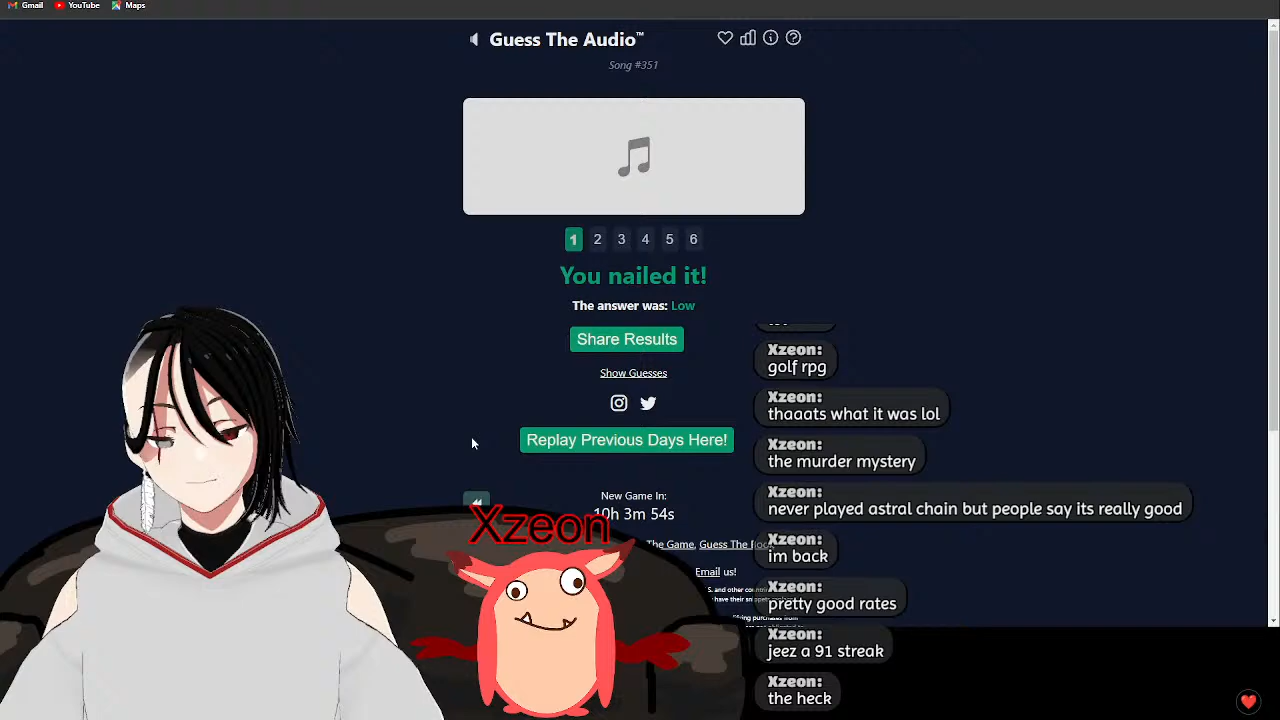 Gmail YouTube Maps
Guess The Audio™
Song #351
1 2 3 4 5 6
You nailed it!
The answer was: Low
Share Results
Show Guesses
Replay Previous Days Here!
New Game In:
10h 3m 54s
The Game, Guess The
Email us!
Xzeon
Xzeon:
golf rpg
Xzeon:
thaaats what it was lol
Xzeon:
the murder mystery
Xzeon:
never played astral chain but people say its really good
Xzeon:
im back
Xzeon:
pretty good rates
Xzeon:
jeez a 91 streak
Xzeon:
the heck